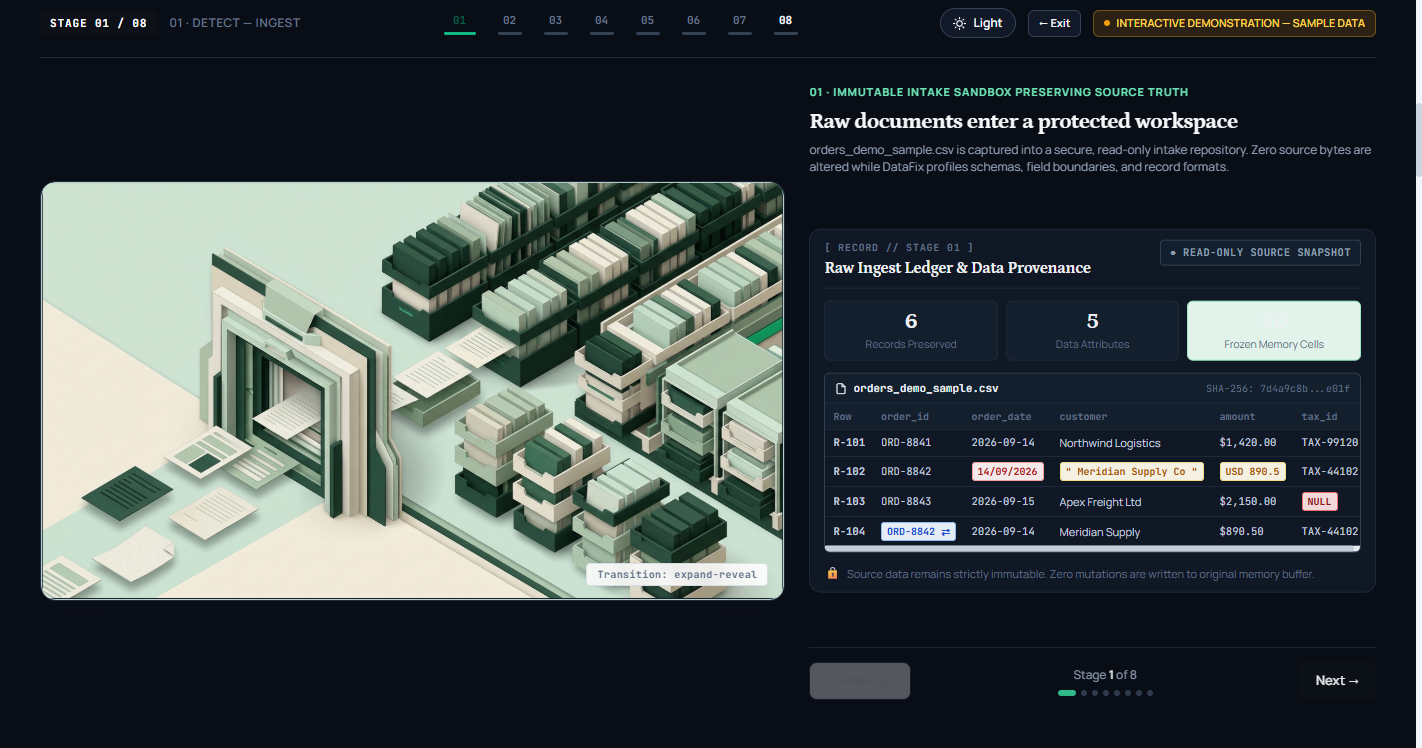 STAGE 01 / 08
01 · DETECT — INGEST
01
02
03
04
05
06
07
08
Light
← Exit
INTERACTIVE DEMONSTRATION — SAMPLE DATA
01 · IMMUTABLE INTAKE SANDBOX PRESERVING SOURCE TRUTH
Raw documents enter a protected workspace
orders_demo_sample.csv is captured into a secure, read-only intake repository. Zero source bytes are
altered while DataFix profiles schemas, field boundaries, and record formats.
Transition: expand-reveal
[ RECORD // STAGE 01 ]
Raw Ingest Ledger & Data Provenance
● READ-ONLY SOURCE SNAPSHOT
6
Records Preserved
5
Data Attributes
30
Frozen Memory Cells
orders_demo_sample.csv
SHA-256: 7d4a9c8b...e01f
Row order_id order_date customer amount tax_id
R-101 ORD-8841 2026-09-14 Northwind Logistics $1,420.00 TAX-99120
R-102 ORD-8842 14/09/2026 " Meridian Supply Co " USD 890.5 TAX-44102
R-103 ORD-8843 2026-09-15 Apex Freight Ltd $2,150.00 NULL
R-104 ORD-8842 ⇄ 2026-09-14 Meridian Supply $890.50 TAX-44102
Source data remains strictly immutable. Zero mutations are written to original memory buffer.
Stage 1 of 8
Next →